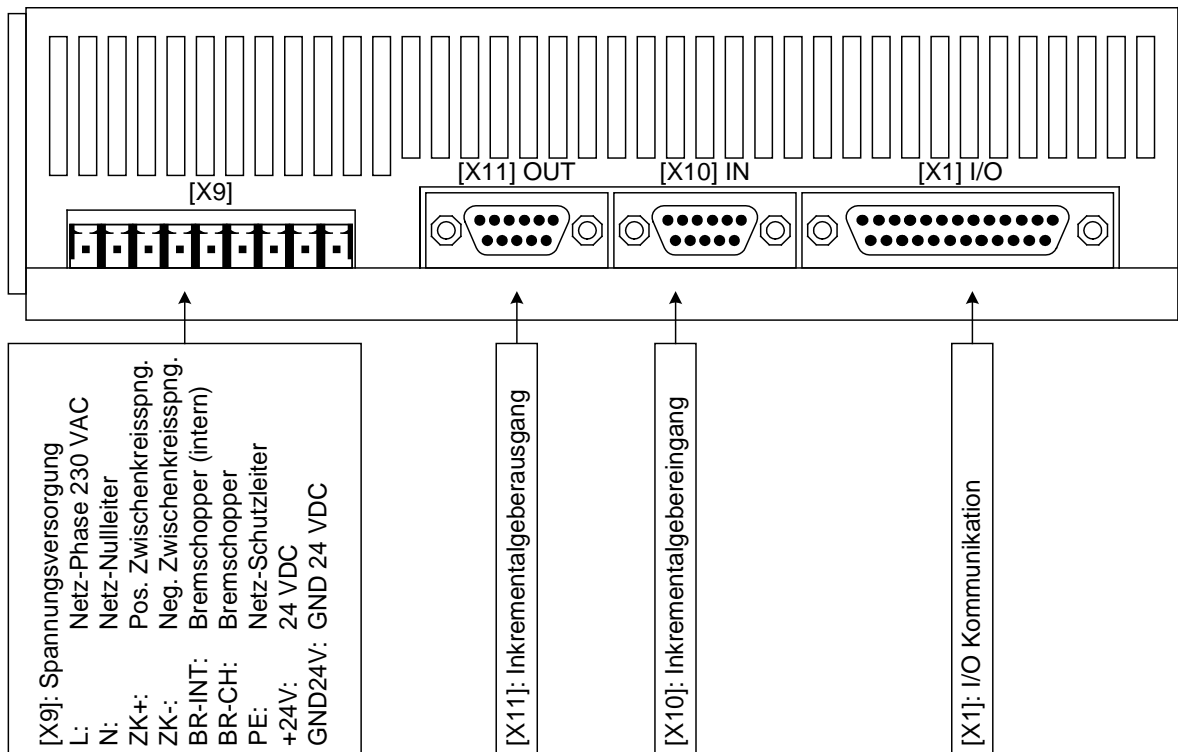 [X11] OUT
[X10] IN
[X1] I/O
[X9]
[X9]: Spannungsversorgung
L: Netz-Phase 230 VAC
N: Netz-Nullleiter
ZK+: Pos. Zwischenkreisspng.
ZK-: Neg. Zwischenkreisspng.
BR-INT: Bremschopper (intern)
BR-CH: Bremschopper
PE: Netz-Schutzleiter
+24V: 24 VDC
GND24V: GND 24 VDC
[X11]: Inkrementalgeberausgang
[X10]: Inkrementalgebereingang
[X1]: I/O Kommunikation